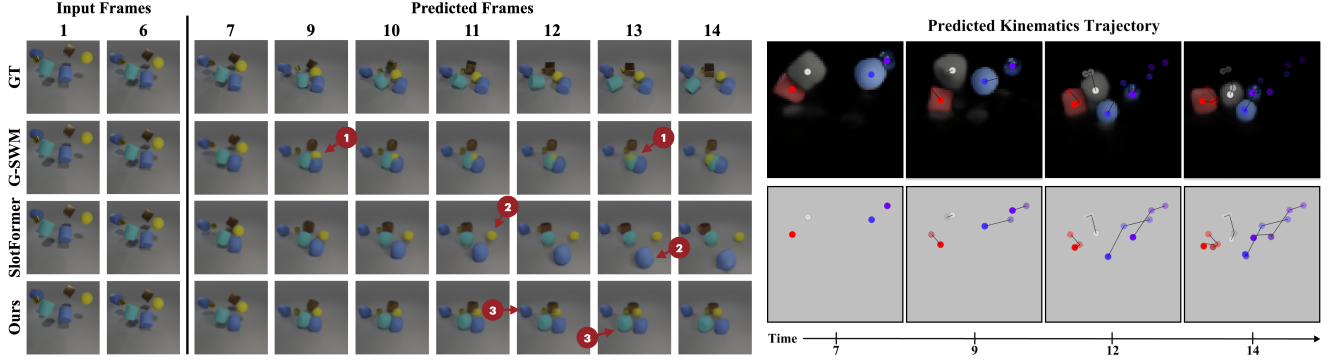 Input Frames
Predicted Frames
1 6 7 9 10 11 12 13 14
GT
G-SWM
1
1
SlotFormer
2
2
Ours
3
3
Predicted Kinematics Trajectory
Time
7 9 12 14